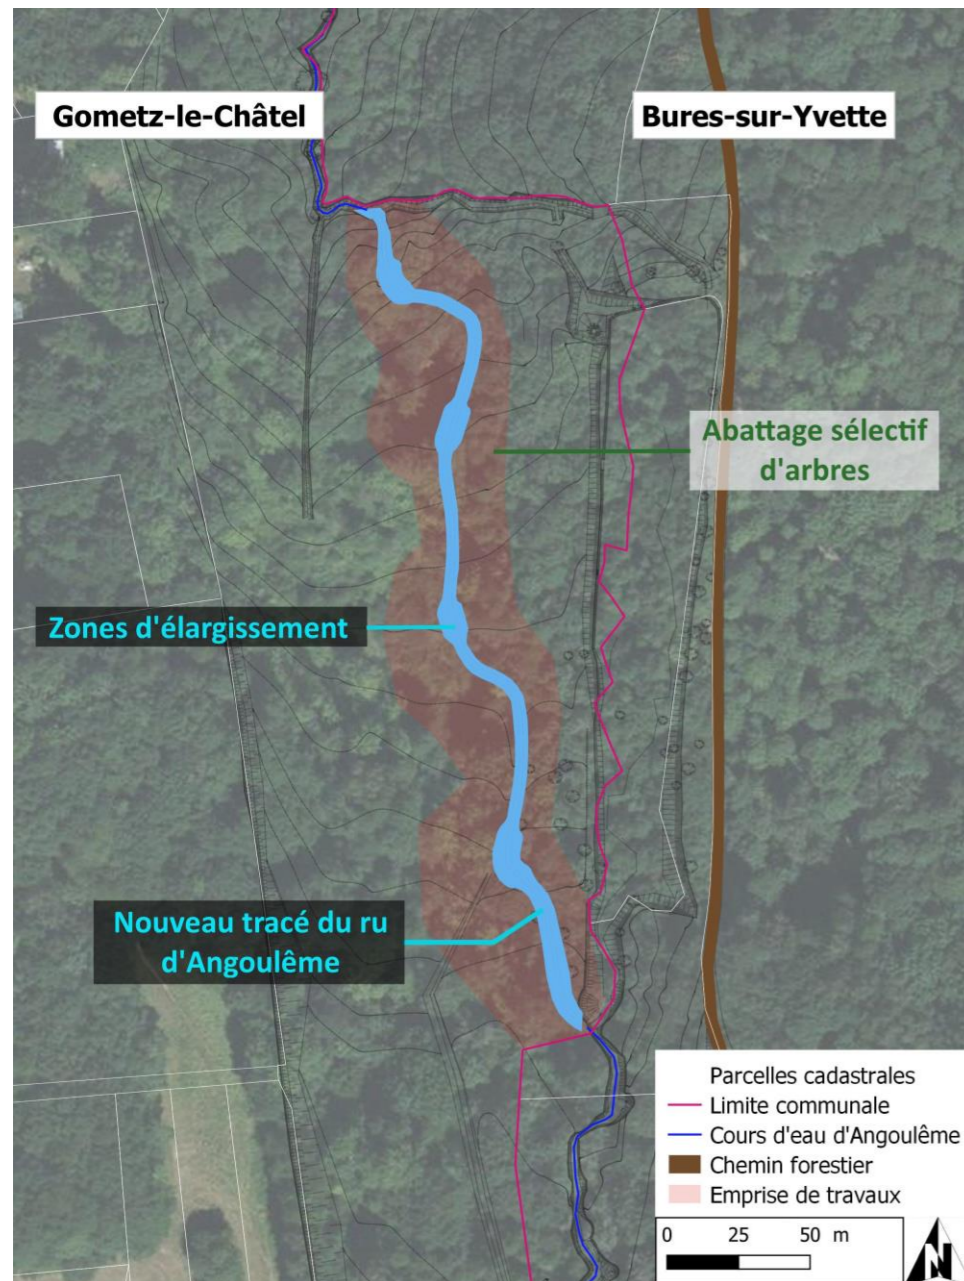 Gometz-le-Châtel
Bures-sur-Yvette
Abattage sélectif
d'arbres
Zones d'élargissement
Nouveau tracé du ru
d'Angoulême
Parcelles cadastrales
Limite communale
Cours d'eau d'Angoulême
Chemin forestier
Emprise de travaux
0 25 50 m
N